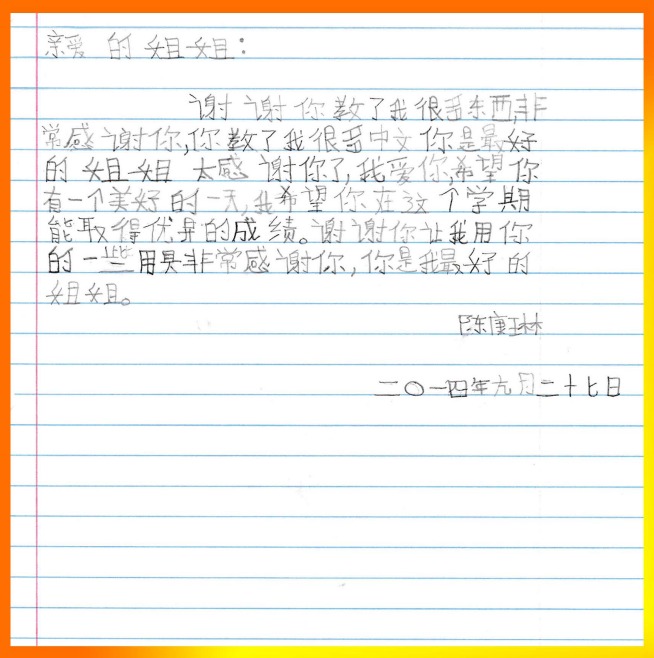 亲爱 的 姐姐：
谢谢你教了我很多东西,非
常感谢你,你教了我很多中文你是最好
的 姐姐 太感谢你了,我爱你,希望你
有一个美好的一天,我希望你在这个学期
能取得优异的成绩。谢谢你让我用你
的一些用具非常感谢你,你是我最好的
姐姐。
陈康琳
二〇一四年九月二十七日